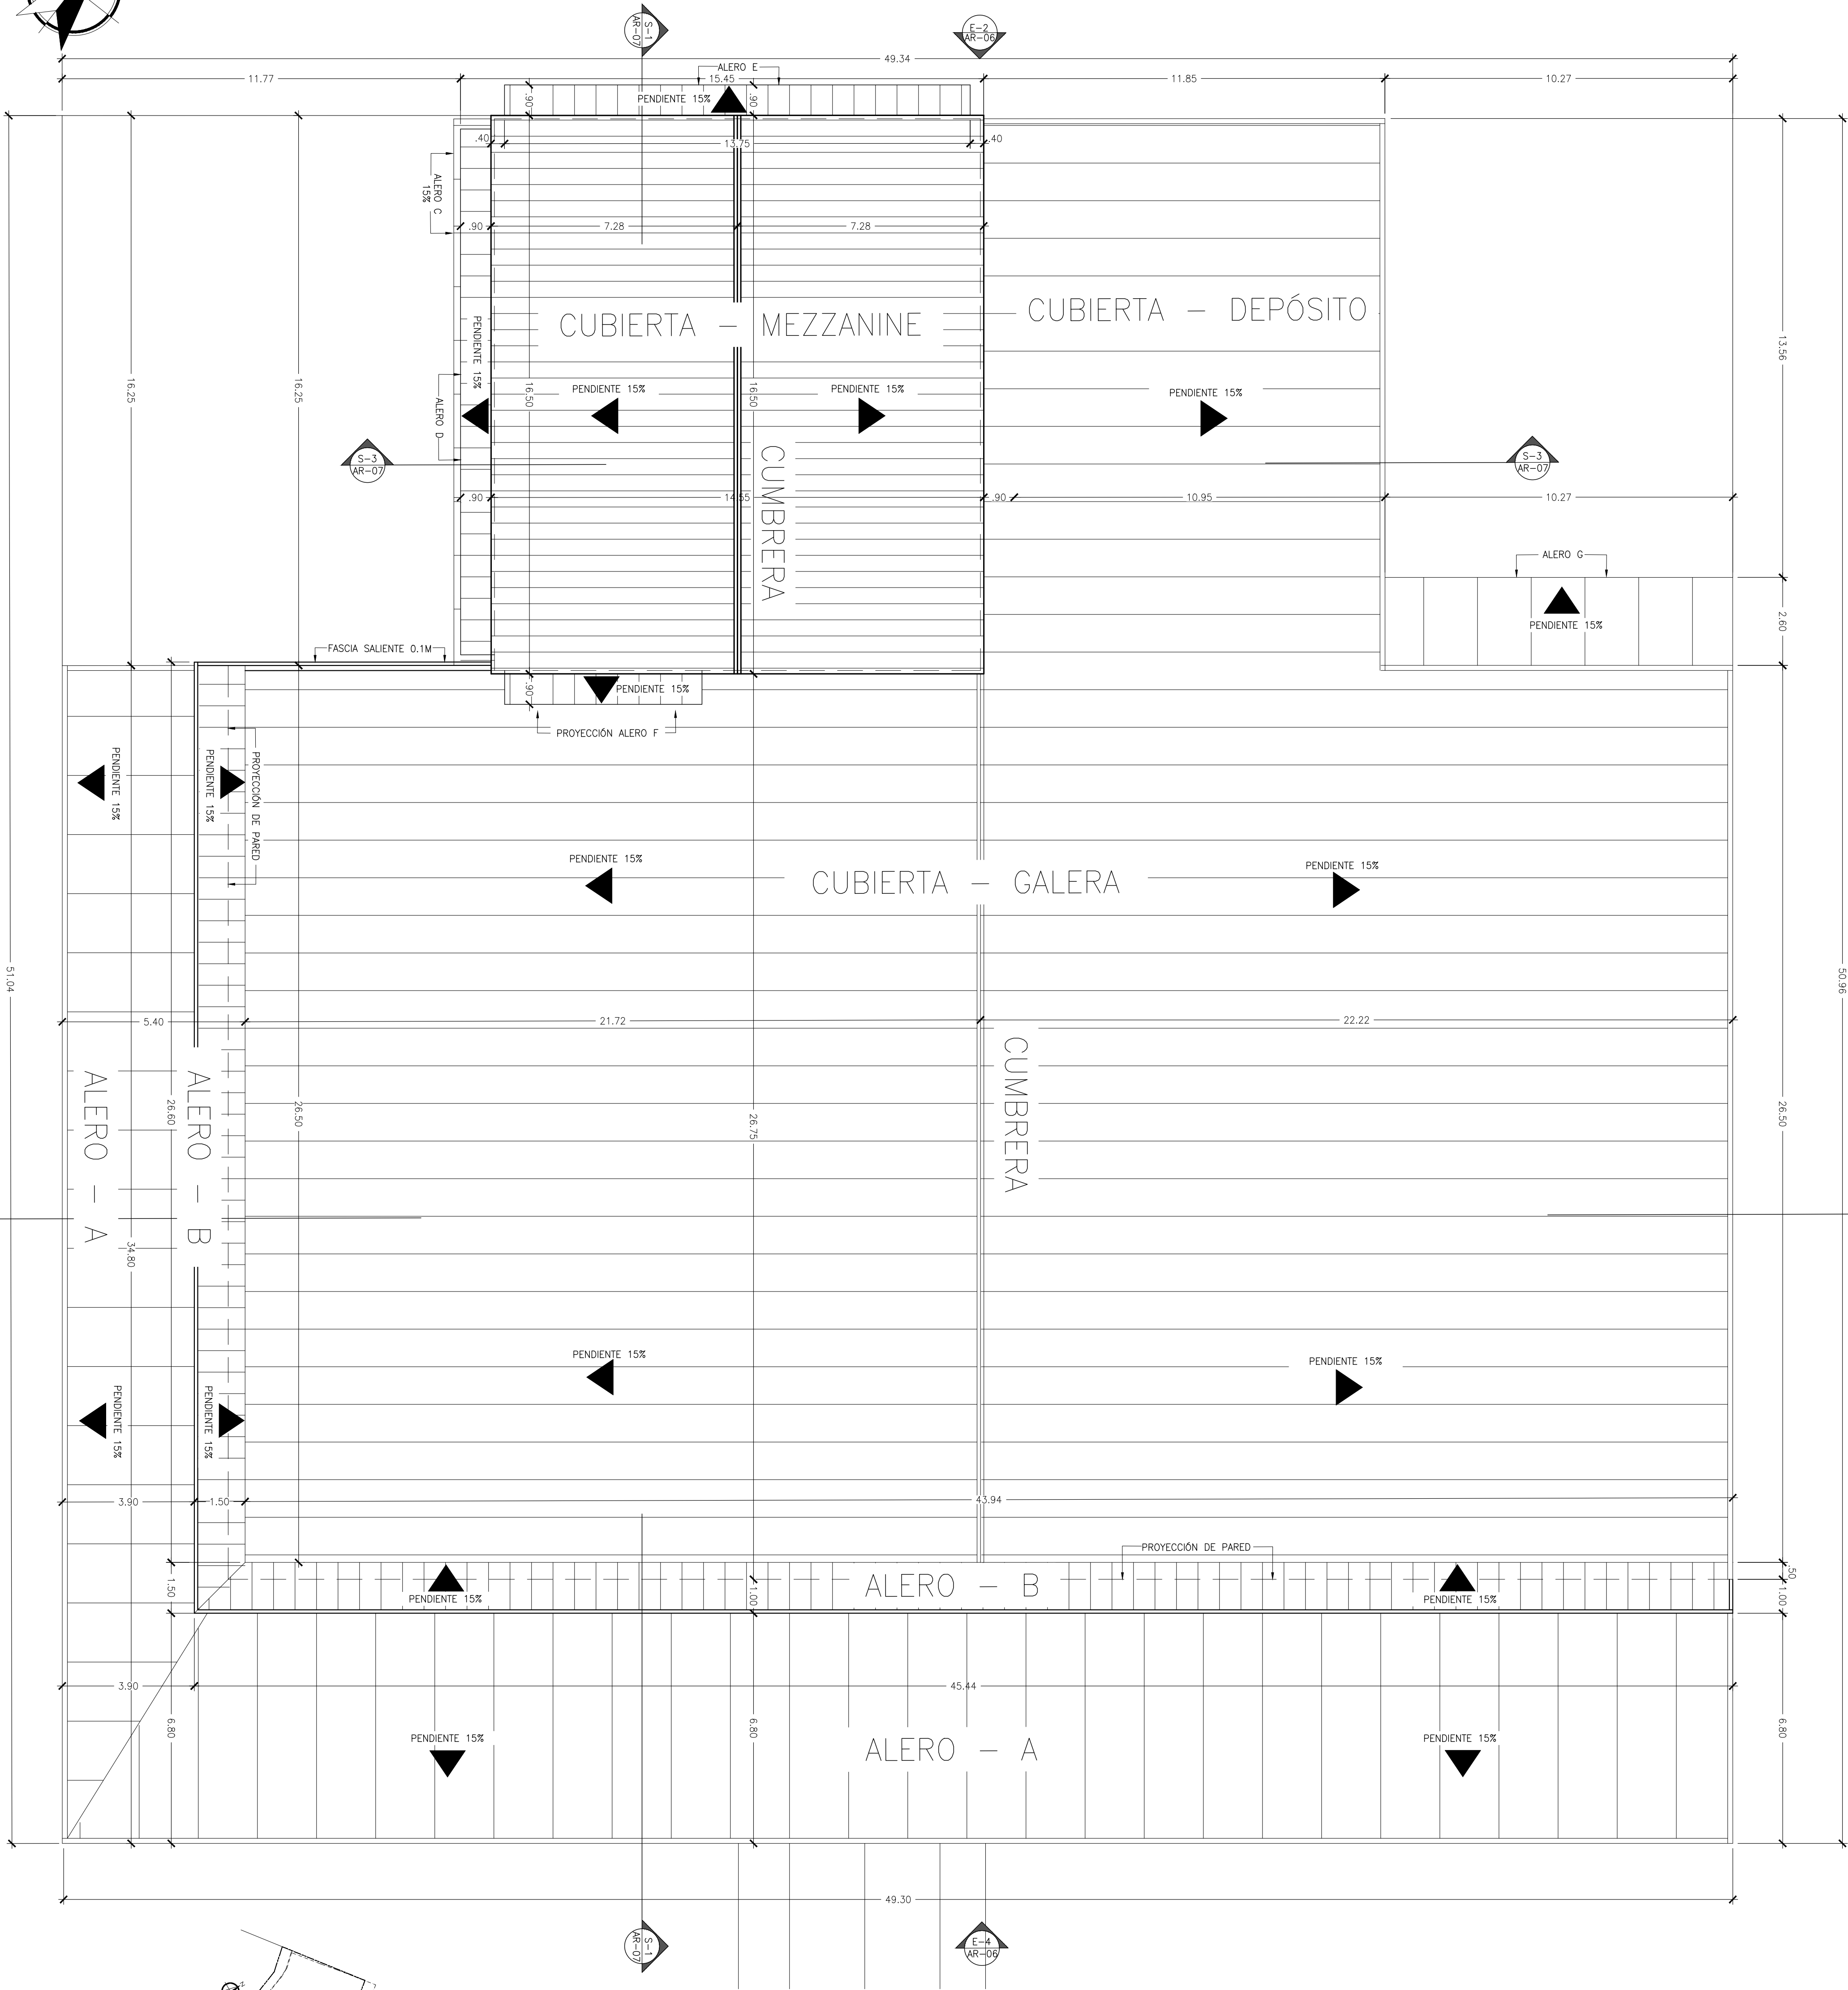 S-1
AR-07
E-2
AR-06
49.34
11.77
ALERO E
15.45
11.85
10.27
.90
PENDIENTE 15%
.90
.40
13.75
.40
ALERO C
15%
.90
7.28
7.28
CUBIERTA - MEZZANINE
CUBIERTA - DEPÓSITO
PENDIENTE 15%
13.56
16.25
16.25
16.50
16.50
PENDIENTE 15%
PENDIENTE 15%
PENDIENTE 15%
ALERO D
CUMBRERA
S-3
AR-07
S-3
AR-07
.90
14.55
.90
10.95
10.27
ALERO G
PENDIENTE 15%
2.60
FASCIA SALIENTE 0.1M
.90
PENDIENTE 15%
PROYECCIÓN ALERO F
PENDIENTE 15%
PENDIENTE 15%
PROYECCIÓN DE PARED
PENDIENTE 15%
CUBIERTA - GALERA
PENDIENTE 15%
51.04
50.96
5.40
21.72
22.22
CUMBRERA
ALERO - A
ALERO - B
26.60
26.50
26.75
26.50
34.80
PENDIENTE 15%
PENDIENTE 15%
PENDIENTE 15%
PENDIENTE 15%
3.90
1.50
43.94
PROYECCIÓN DE PARED
1.50
PENDIENTE 15%
1.00
ALERO - B
PENDIENTE 15%
.50
1.00
3.90
45.44
6.80
6.80
6.80
PENDIENTE 15%
ALERO - A
PENDIENTE 15%
49.30
S-1
AR-07
E-4
AR-06